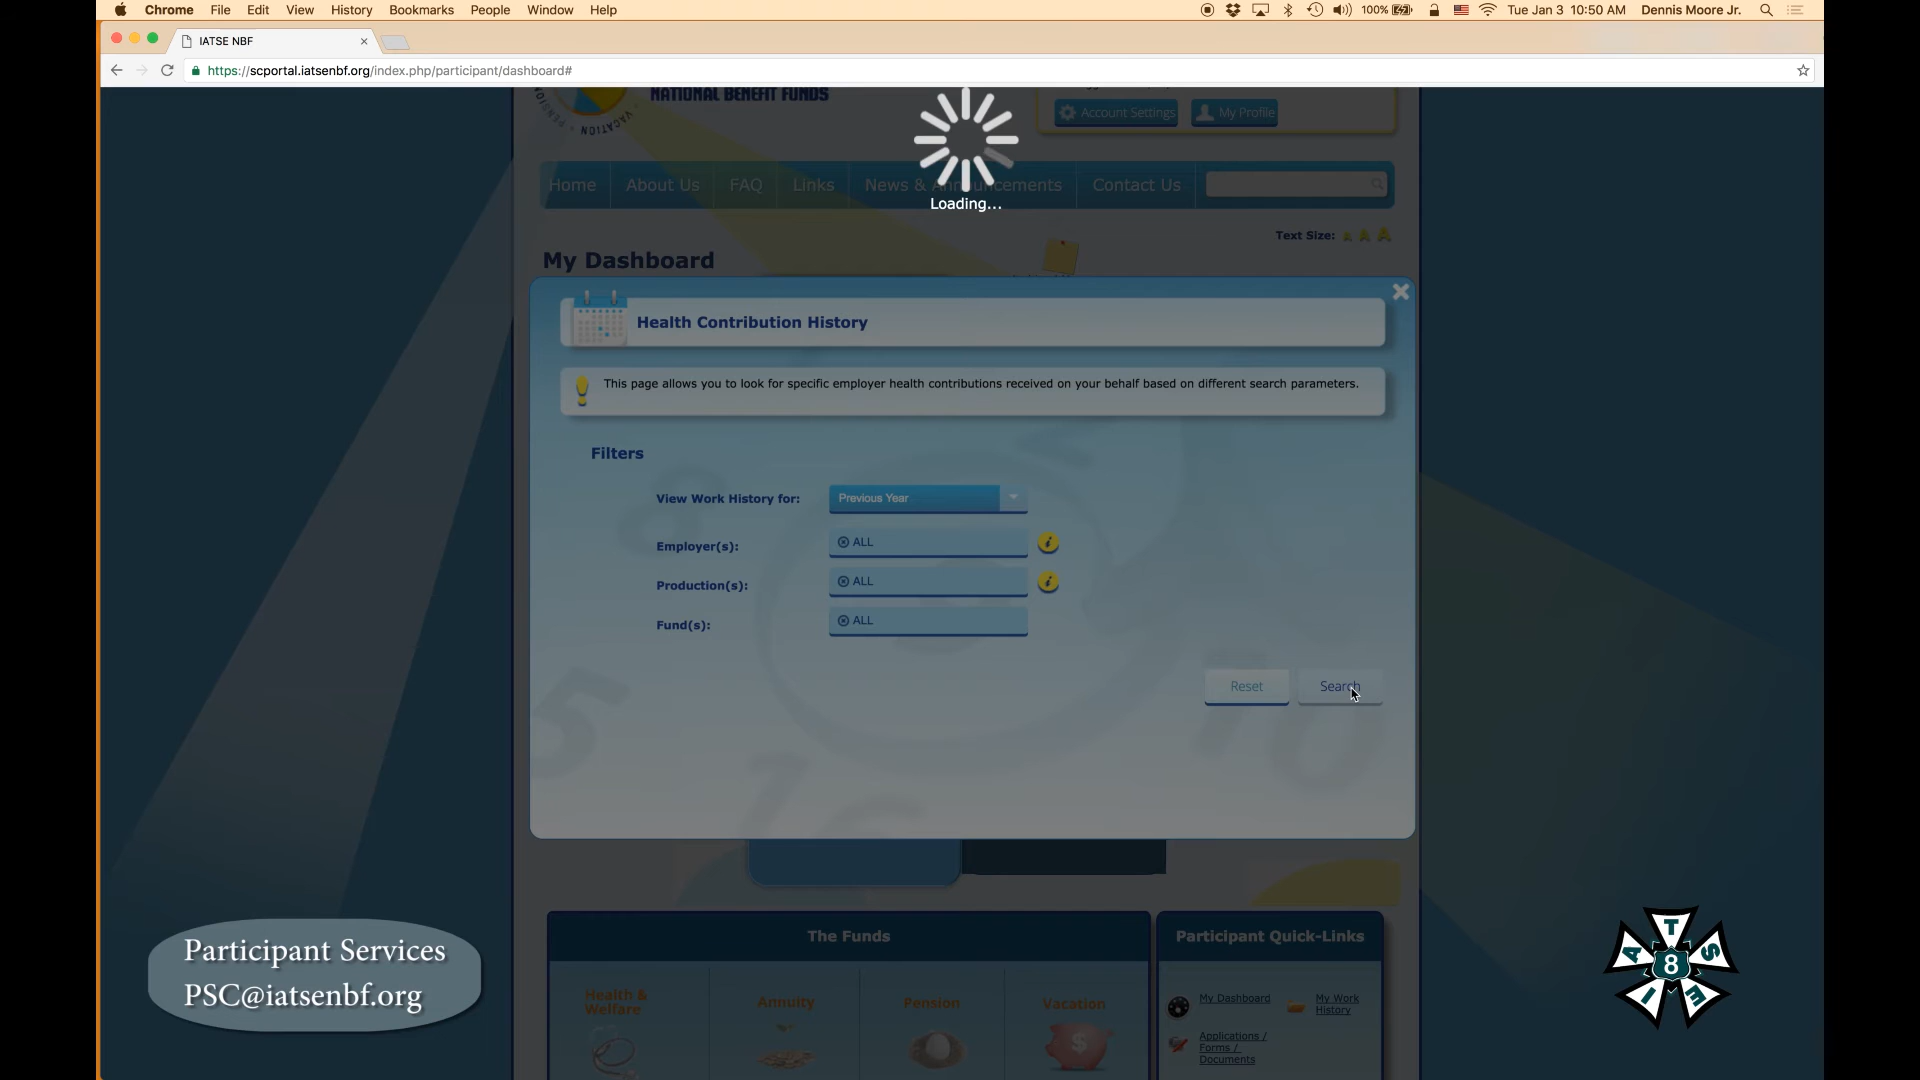 Chrome File Edit View History Bookmarks People Window Help 100% Tue Jan 3 10:50 AM Dennis Moore Jr.
IATSE NBF
https://scportal.iatsenbf.org/index.php/participant/dashboard#
NATIONAL BENEFIT FUNDS
PENSION • VACATION
Account Settings My Profile
Home About Us FAQ Links News & Announcements Contact Us
Loading...
Text Size: A A A
My Dashboard
Health Contribution History
This page allows you to look for specific employer health contributions received on your behalf based on different search parameters.
Filters
View Work History for: Previous Year
Employer(s): ALL
Production(s): ALL
Fund(s): ALL
Reset Search
The Funds
Participant Quick-Links
Health & Welfare
Annuity
Pension
Vacation
My Dashboard
My Work History
Applications / Forms / Documents
Participant Services
PSC@iatsenbf.org
I A T S E 8